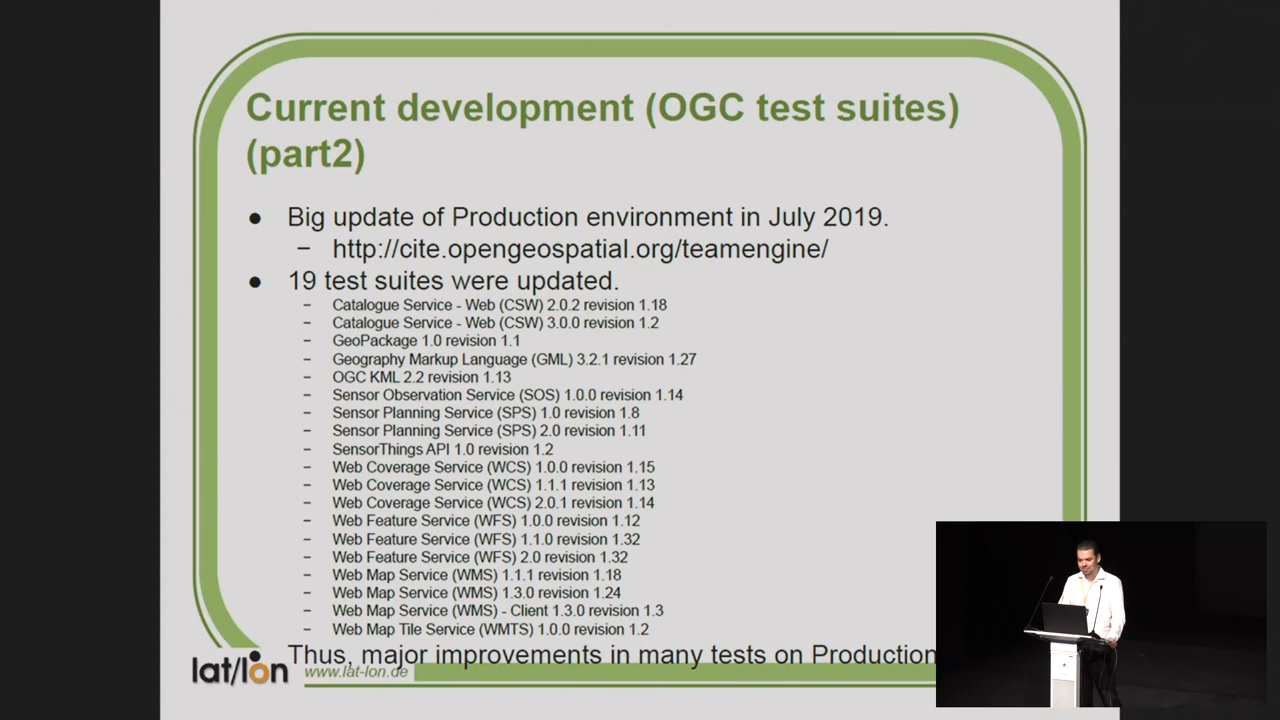 Current development (OGC test suites)
(part2)
● Big update of Production environment in July 2019.
− http://cite.opengeospatial.org/teamengine/
● 19 test suites were updated.
− Catalogue Service - Web (CSW) 2.0.2 revision 1.18
− Catalogue Service - Web (CSW) 3.0.0 revision 1.2
− GeoPackage 1.0 revision 1.1
− Geography Markup Language (GML) 3.2.1 revision 1.27
− OGC KML 2.2 revision 1.13
− Sensor Observation Service (SOS) 1.0.0 revision 1.14
− Sensor Planning Service (SPS) 1.0 revision 1.8
− Sensor Planning Service (SPS) 2.0 revision 1.11
− SensorThings API 1.0 revision 1.2
− Web Coverage Service (WCS) 1.0.0 revision 1.15
− Web Coverage Service (WCS) 1.1.1 revision 1.13
− Web Coverage Service (WCS) 2.0.1 revision 1.14
− Web Feature Service (WFS) 1.0.0 revision 1.12
− Web Feature Service (WFS) 1.1.0 revision 1.32
− Web Feature Service (WFS) 2.0 revision 1.32
− Web Map Service (WMS) 1.1.1 revision 1.18
− Web Map Service (WMS) 1.3.0 revision 1.24
− Web Map Service (WMS) - Client 1.3.0 revision 1.3
− Web Map Tile Service (WMTS) 1.0.0 revision 1.2
Thus, major improvements in many tests on Production
lat/lon
www.lat-lon.de